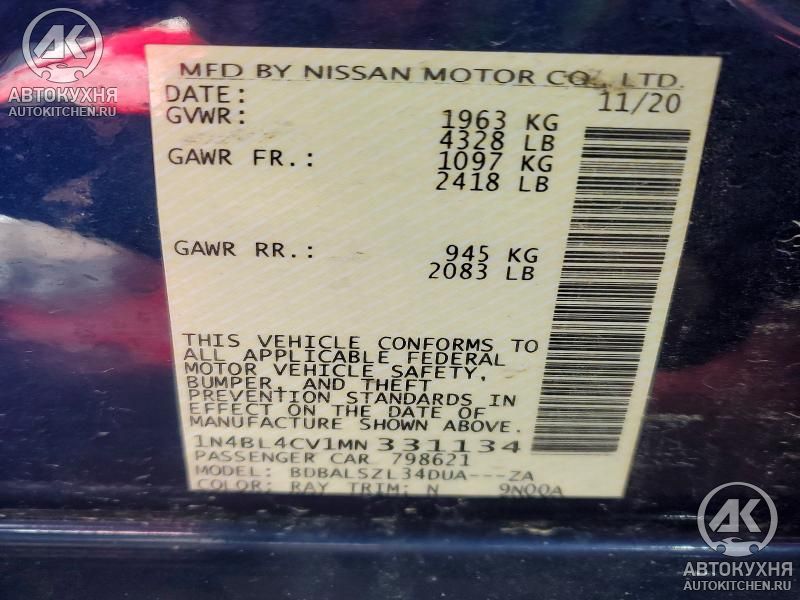 AK
АВТОКУХНЯ
AUTOKITCHEN.RU
MFD BY NISSAN MOTOR CO., LTD.
DATE: 11/20
GVWR: 1963 KG
4328 LB
GAWR FR.: 1097 KG
2418 LB
GAWR RR.: 945 KG
2083 LB
THIS VEHICLE CONFORMS TO
ALL APPLICABLE FEDERAL
MOTOR VEHICLE SAFETY,
BUMPER, AND THEFT
PREVENTION STANDARDS IN
EFFECT ON THE DATE OF
MANUFACTURE SHOWN ABOVE.
1N4BL4CV1MN331134
PASSENGER CAR 798621
MODEL: BDBALSZL34DUA---ZA
COLOR: RAY TRIM: N 9N00A
AK
АВТОКУХНЯ
AUTOKITCHEN.RU